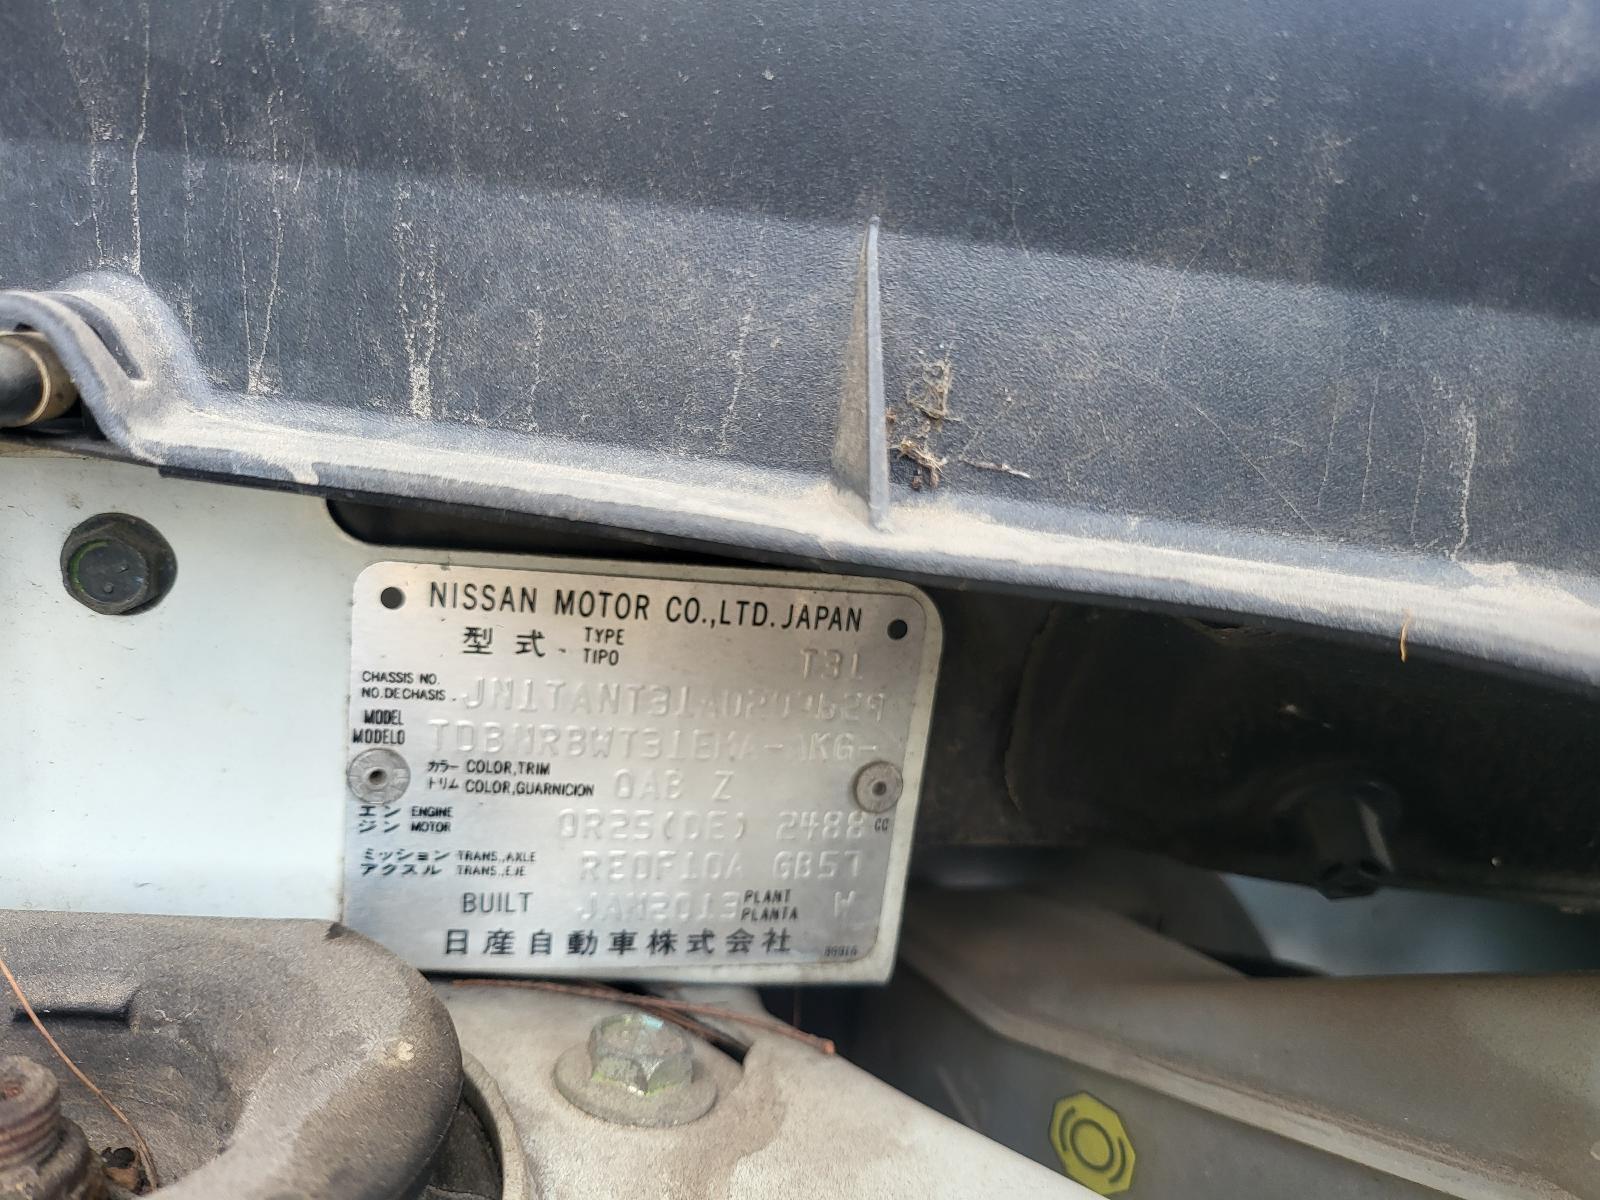 NISSAN MOTOR CO.,LTD. JAPAN
型式 TYPE TIPO T31
CHASSIS NO.
NO. DE CHASIS
MODEL
MODELO
カラー COLOR,TRIM
トリム COLOR,GUARNICION QAB Z
エンジン ENGINE MOTOR QR25(DE) 2488 CC
ミッション TRANS.,AXLE
アクスル TRANS.,EJE RE0F10A GB57
BUILT JAN2013 PLANT PLANTA W
日産自動車株式会社